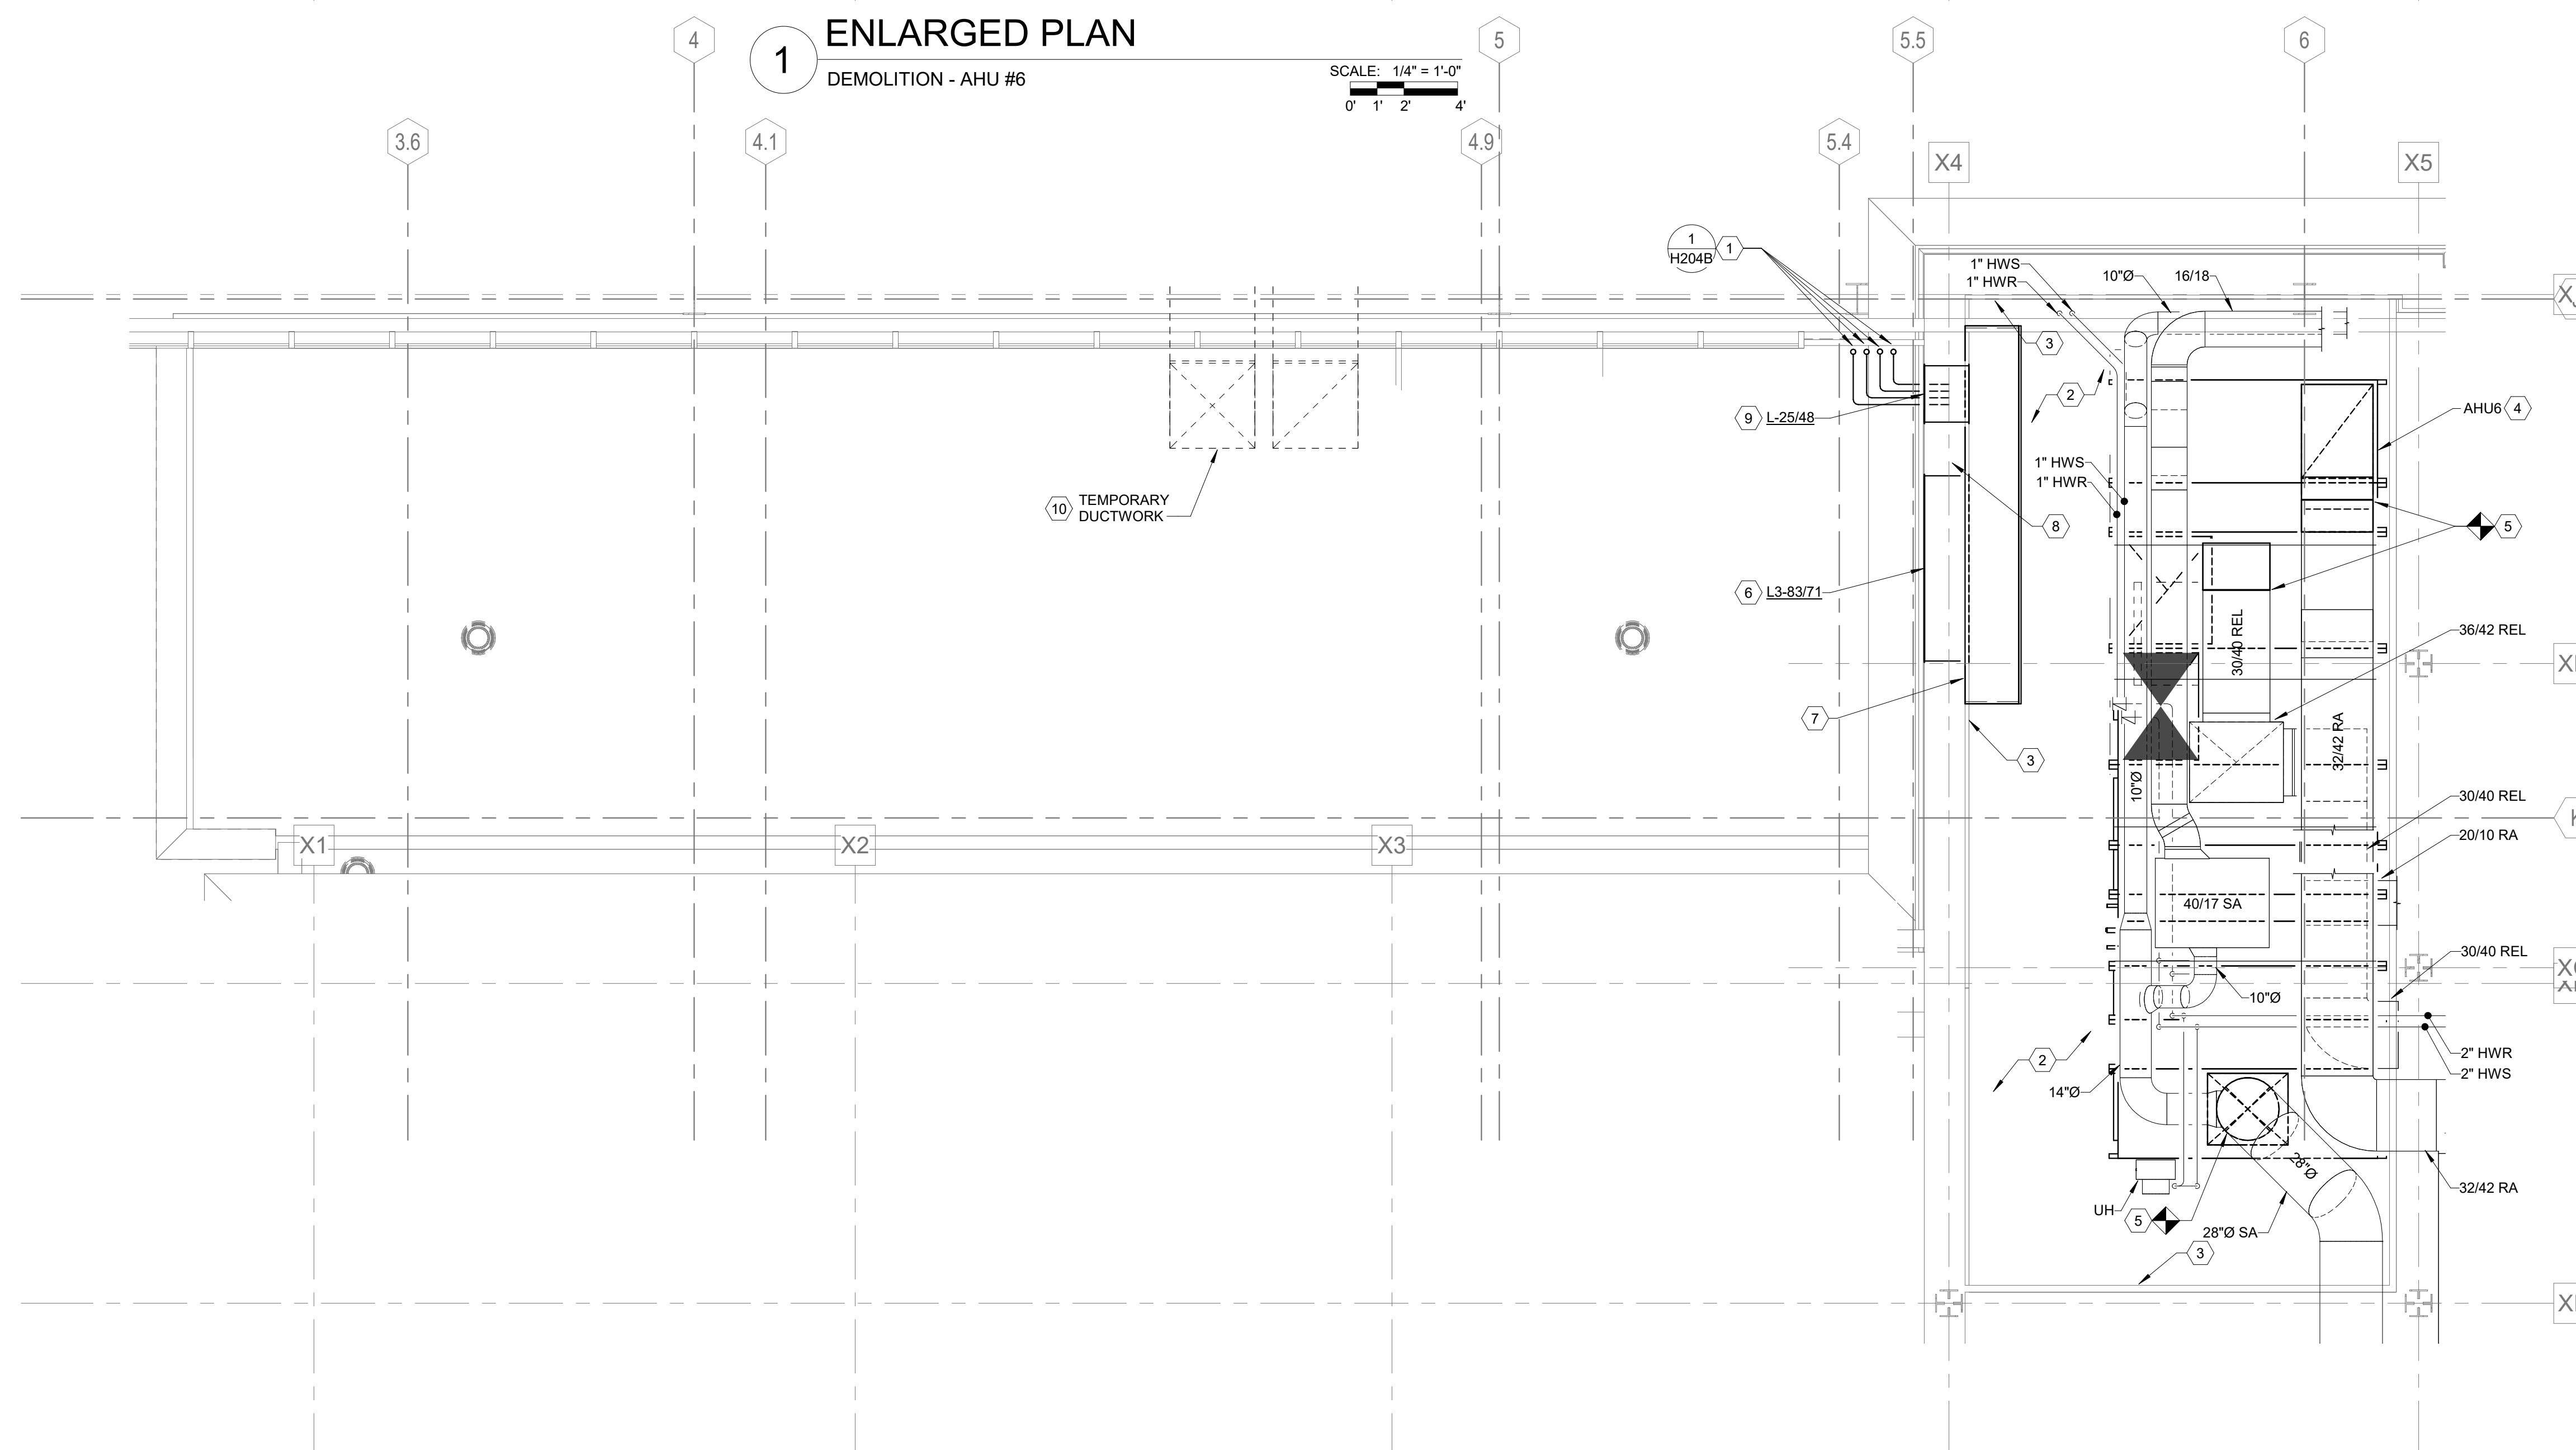 1
ENLARGED PLAN
DEMOLITION - AHU #6
SCALE: 1/4" = 1'-0"
0' 1' 2' 4'
4
5
5.5
6
3.6
4.1
4.9
5.4
X4
X5
1
H204B
1
1" HWS
1" HWR
10"Ø
16/18
3
2
9 L-25/48
AHU6 4
1" HWS
1" HWR
10 TEMPORARY
DUCTWORK
8
5
6 L3-83/71
30/40 REL
36/42 REL
7
3
32/42 RA
10"Ø
30/40 REL
20/10 RA
X1
X2
X3
40/17 SA
30/40 REL
10"Ø
2
2" HWR
2" HWS
14"Ø
28"Ø
32/42 RA
UH
5
28"Ø SA
3